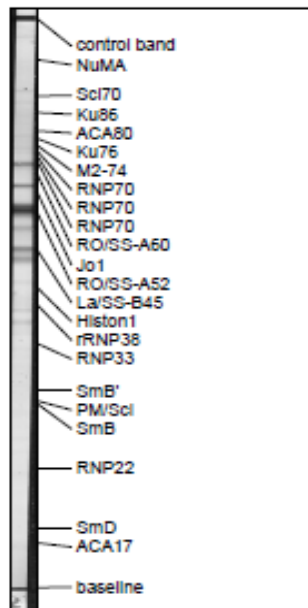 control band
NuMA
Scl70
Ku86
ACA80
Ku76
M2-74
RNP70
RNP70
RNP70
RO/SS-A60
Jo1
RO/SS-A52
La/SS-B45
Histon1
rRNP38
RNP33
SmB'
PM/Scl
SmB
RNP22
SmD
ACA17
baseline